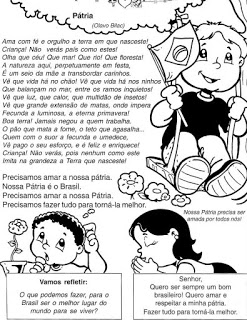 Pátria
(Olavo Bilac)
Ama com fé e orgulho a terra em que nasceste!
Criança! Não verás país como estes!
Olha que céu! Que mar! Que rio! Que floresta!
A natureza aqui, perpetuamente em festa,
É um seio da mãe a transbordar carinhos.
Vê que vida há no chão! Vê que vida há nos ninhos
Que balançam no mar, entre os ramos inquietos!
Vê que luz, que calor, que multidão de insetos!
Vê que grande extensão de matas, onde impera
Fecunda a luminosa, a eterna primavera!
Boa terra! Jamais negou a quem trabalha.
O pão que mata a fome, o teto que agasalha...
Quem com o suor a fecunda e umedece,
Vê pago o seu esforço, e é feliz e enriquece!
Criança! Não verás, pois nenhum como este
Imita na grandeza a Terra que nasceste!
Precisamos amar a nossa pátria.
Nossa Pátria é o Brasil.
Precisamos amar a nossa Pátria.
Precisamos fazer tudo para torná-la melhor.
Nossa Pátria precisa ser
amada por todos nós!
Vamos refletir:
O que podemos fazer, para o
Brasil ser o melhor lugar do
mundo para se viver?
Senhor,
Quero ser sempre um bom
brasileiro! Quero amar e
respeitar a minha pátria.
Fazer tudo para torná-la melhor.